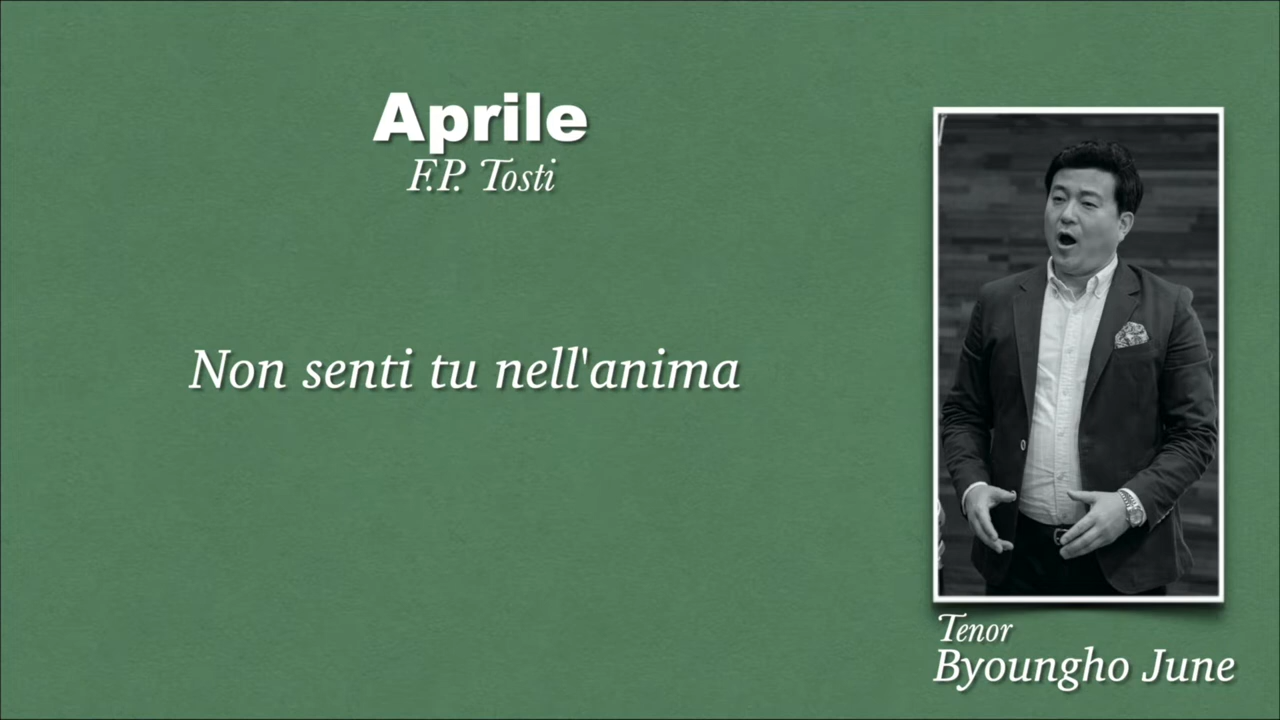 Aprile
F.P. Tosti
Non senti tu nell'anima
Tenor
Byoungho June